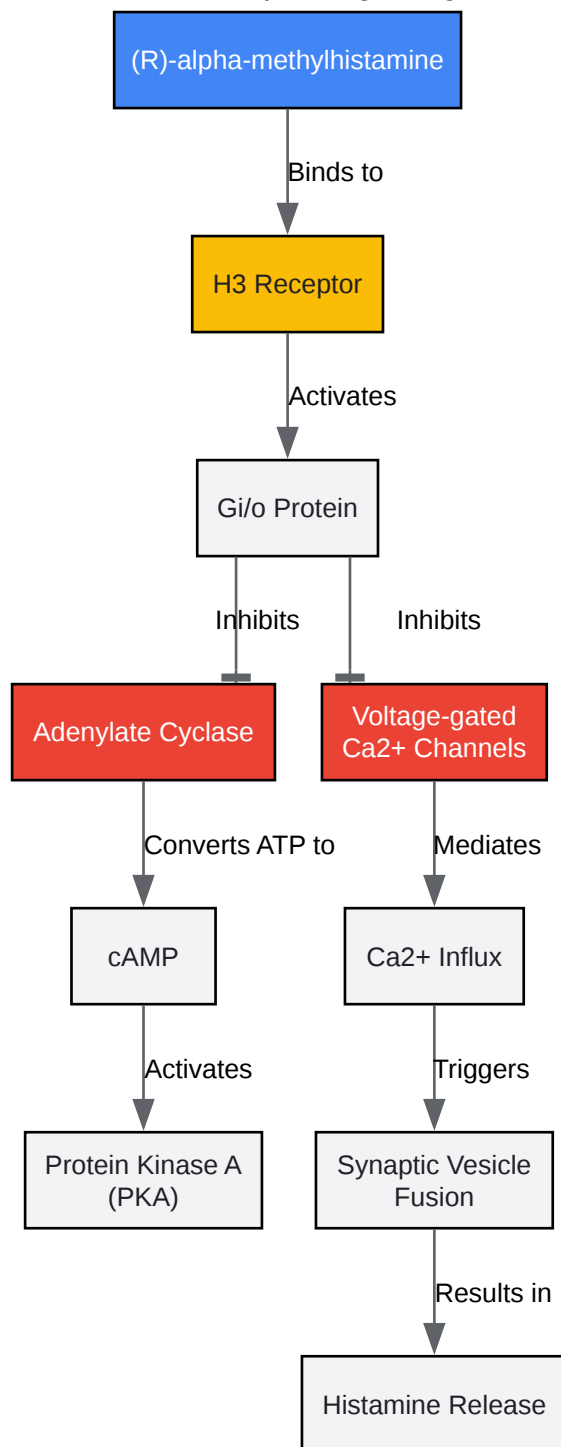 (R)-alpha-methylhistamine
Binds to
H3 Receptor
Activates
Gi/o Protein
Inhibits
Inhibits
Adenylate Cyclase
Voltage-gated
Ca2+ Channels
Converts ATP to
Mediates
cAMP
Ca2+ Influx
Activates
Triggers
Protein Kinase A
(PKA)
Synaptic Vesicle
Fusion
Results in
Histamine Release